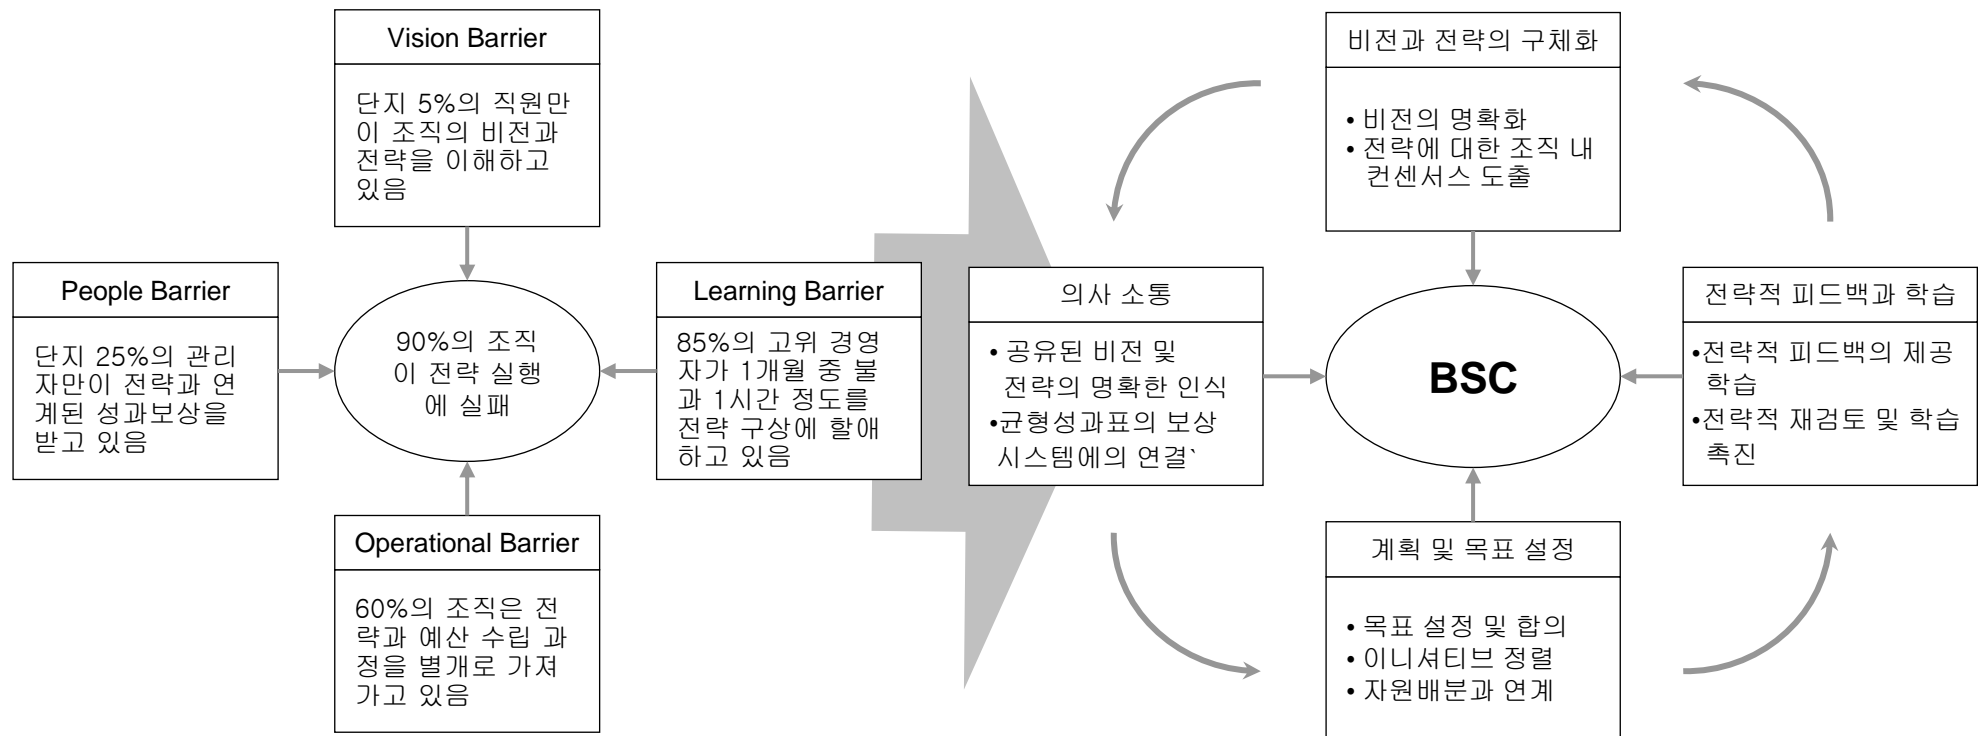 Vision Barrier
단지 5%의 직원만
이 조직의 비전과
전략을 이해하고
있음
People Barrier
단지 25%의 관리
자만이 전략과 연
계된 성과보상을
받고 있음
90%의 조직
이 전략 실행
에 실패
Learning Barrier
85%의 고위 경영
자가 1개월 중 불
과 1시간 정도를
전략 구상에 할애
하고 있음
Operational Barrier
60%의 조직은 전
략과 예산 수립 과
정을 별개로 가져
가고 있음
비전과 전략의 구체화
• 비전의 명확화
• 전략에 대한 조직 내
컨센서스 도출
의사 소통
• 공유된 비전 및
전략의 명확한 인식
•균형성과표의 보상
시스템에의 연결`
BSC
전략적 피드백과 학습
•전략적 피드백의 제공
학습
•전략적 재검토 및 학습
촉진
계획 및 목표 설정
• 목표 설정 및 합의
• 이니셔티브 정렬
• 자원배분과 연계